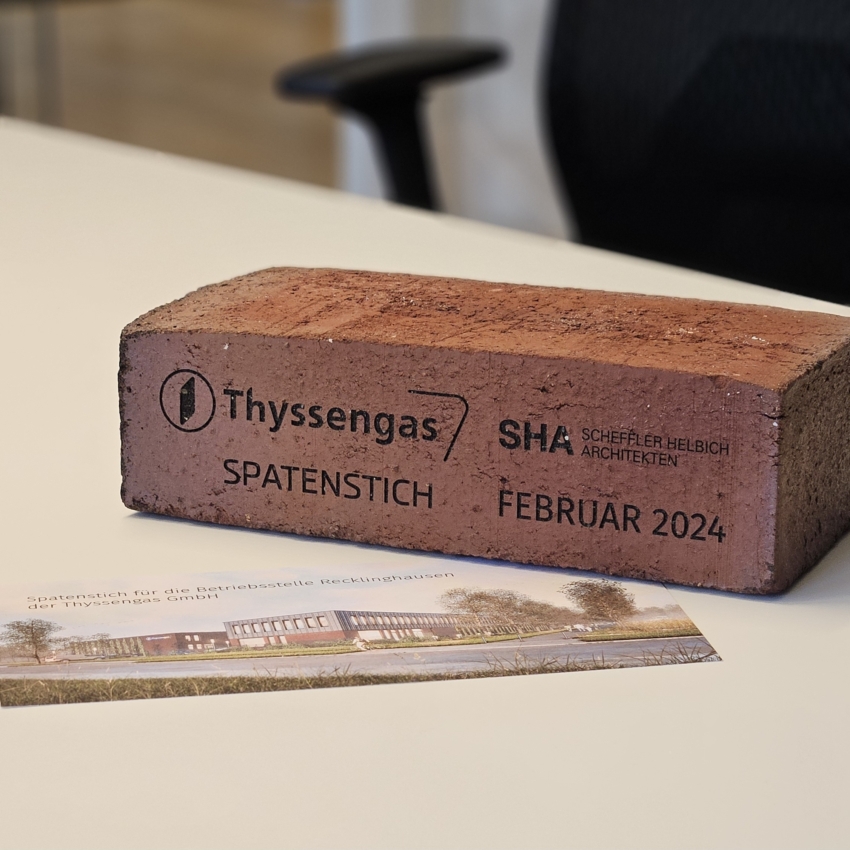 Thyssengas
SPATENSTICH
SHA SCHEFFLER HELBICH
ARCHITEKTEN
FEBRUAR 2024
Spatenstich für die Betriebsstelle Recklinghausen
der Thyssengas GmbH